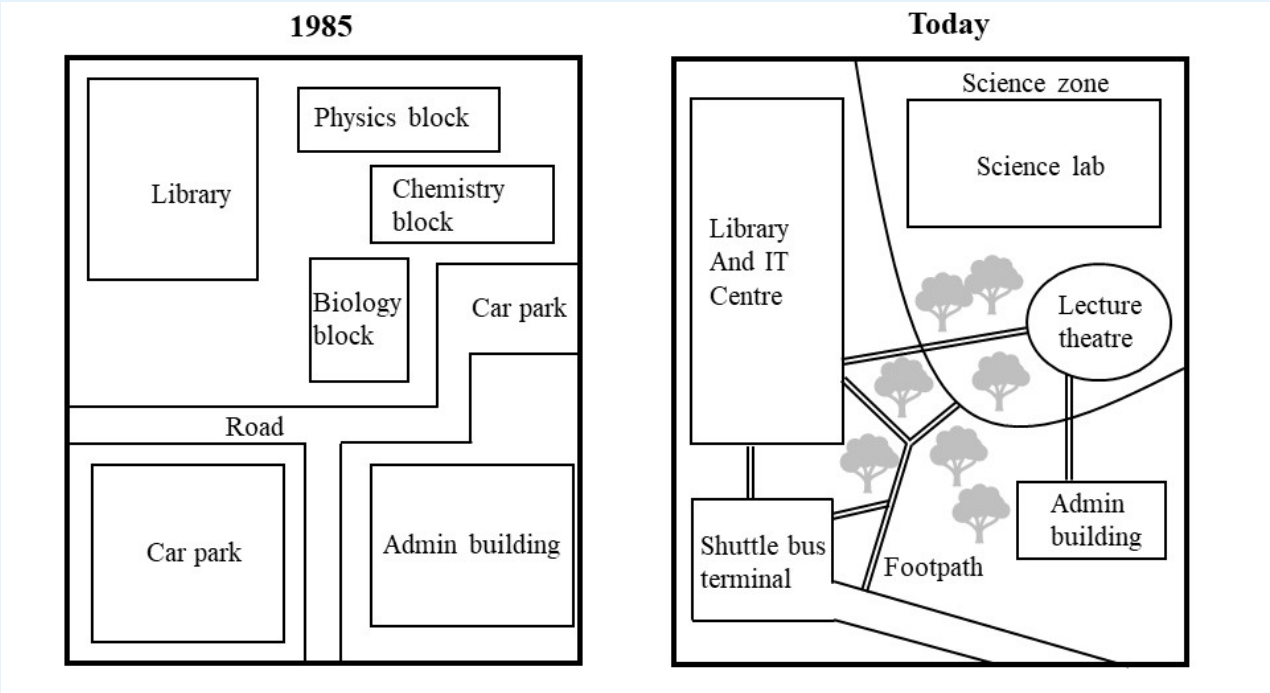 1985
Today
Library
Physics block
Chemistry
block
Biology
block
Car park
Road
Car park
Admin building
Science zone
Science lab
Library
And IT
Centre
Lecture
theatre
Admin
building
Shuttle bus
terminal
Footpath